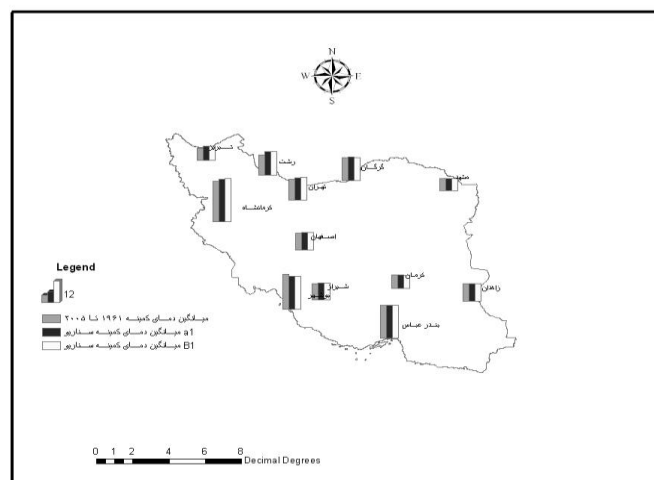 N
W E
S
تبریز
رشت
گرگان
مشهد
تهران
کرمانشاه
اصفهان
Legend
12
میانگین دمای کمینه ۱۹۶۱ تا ۲۰۰۵
میانگین دمای کمینه سناریو a1
میانگین دمای کمینه سناریو B1
شیراز
بوشهر
کرمان
زاهدان
بندر عباس
0 1 2 4 6 8
Decimal Degrees